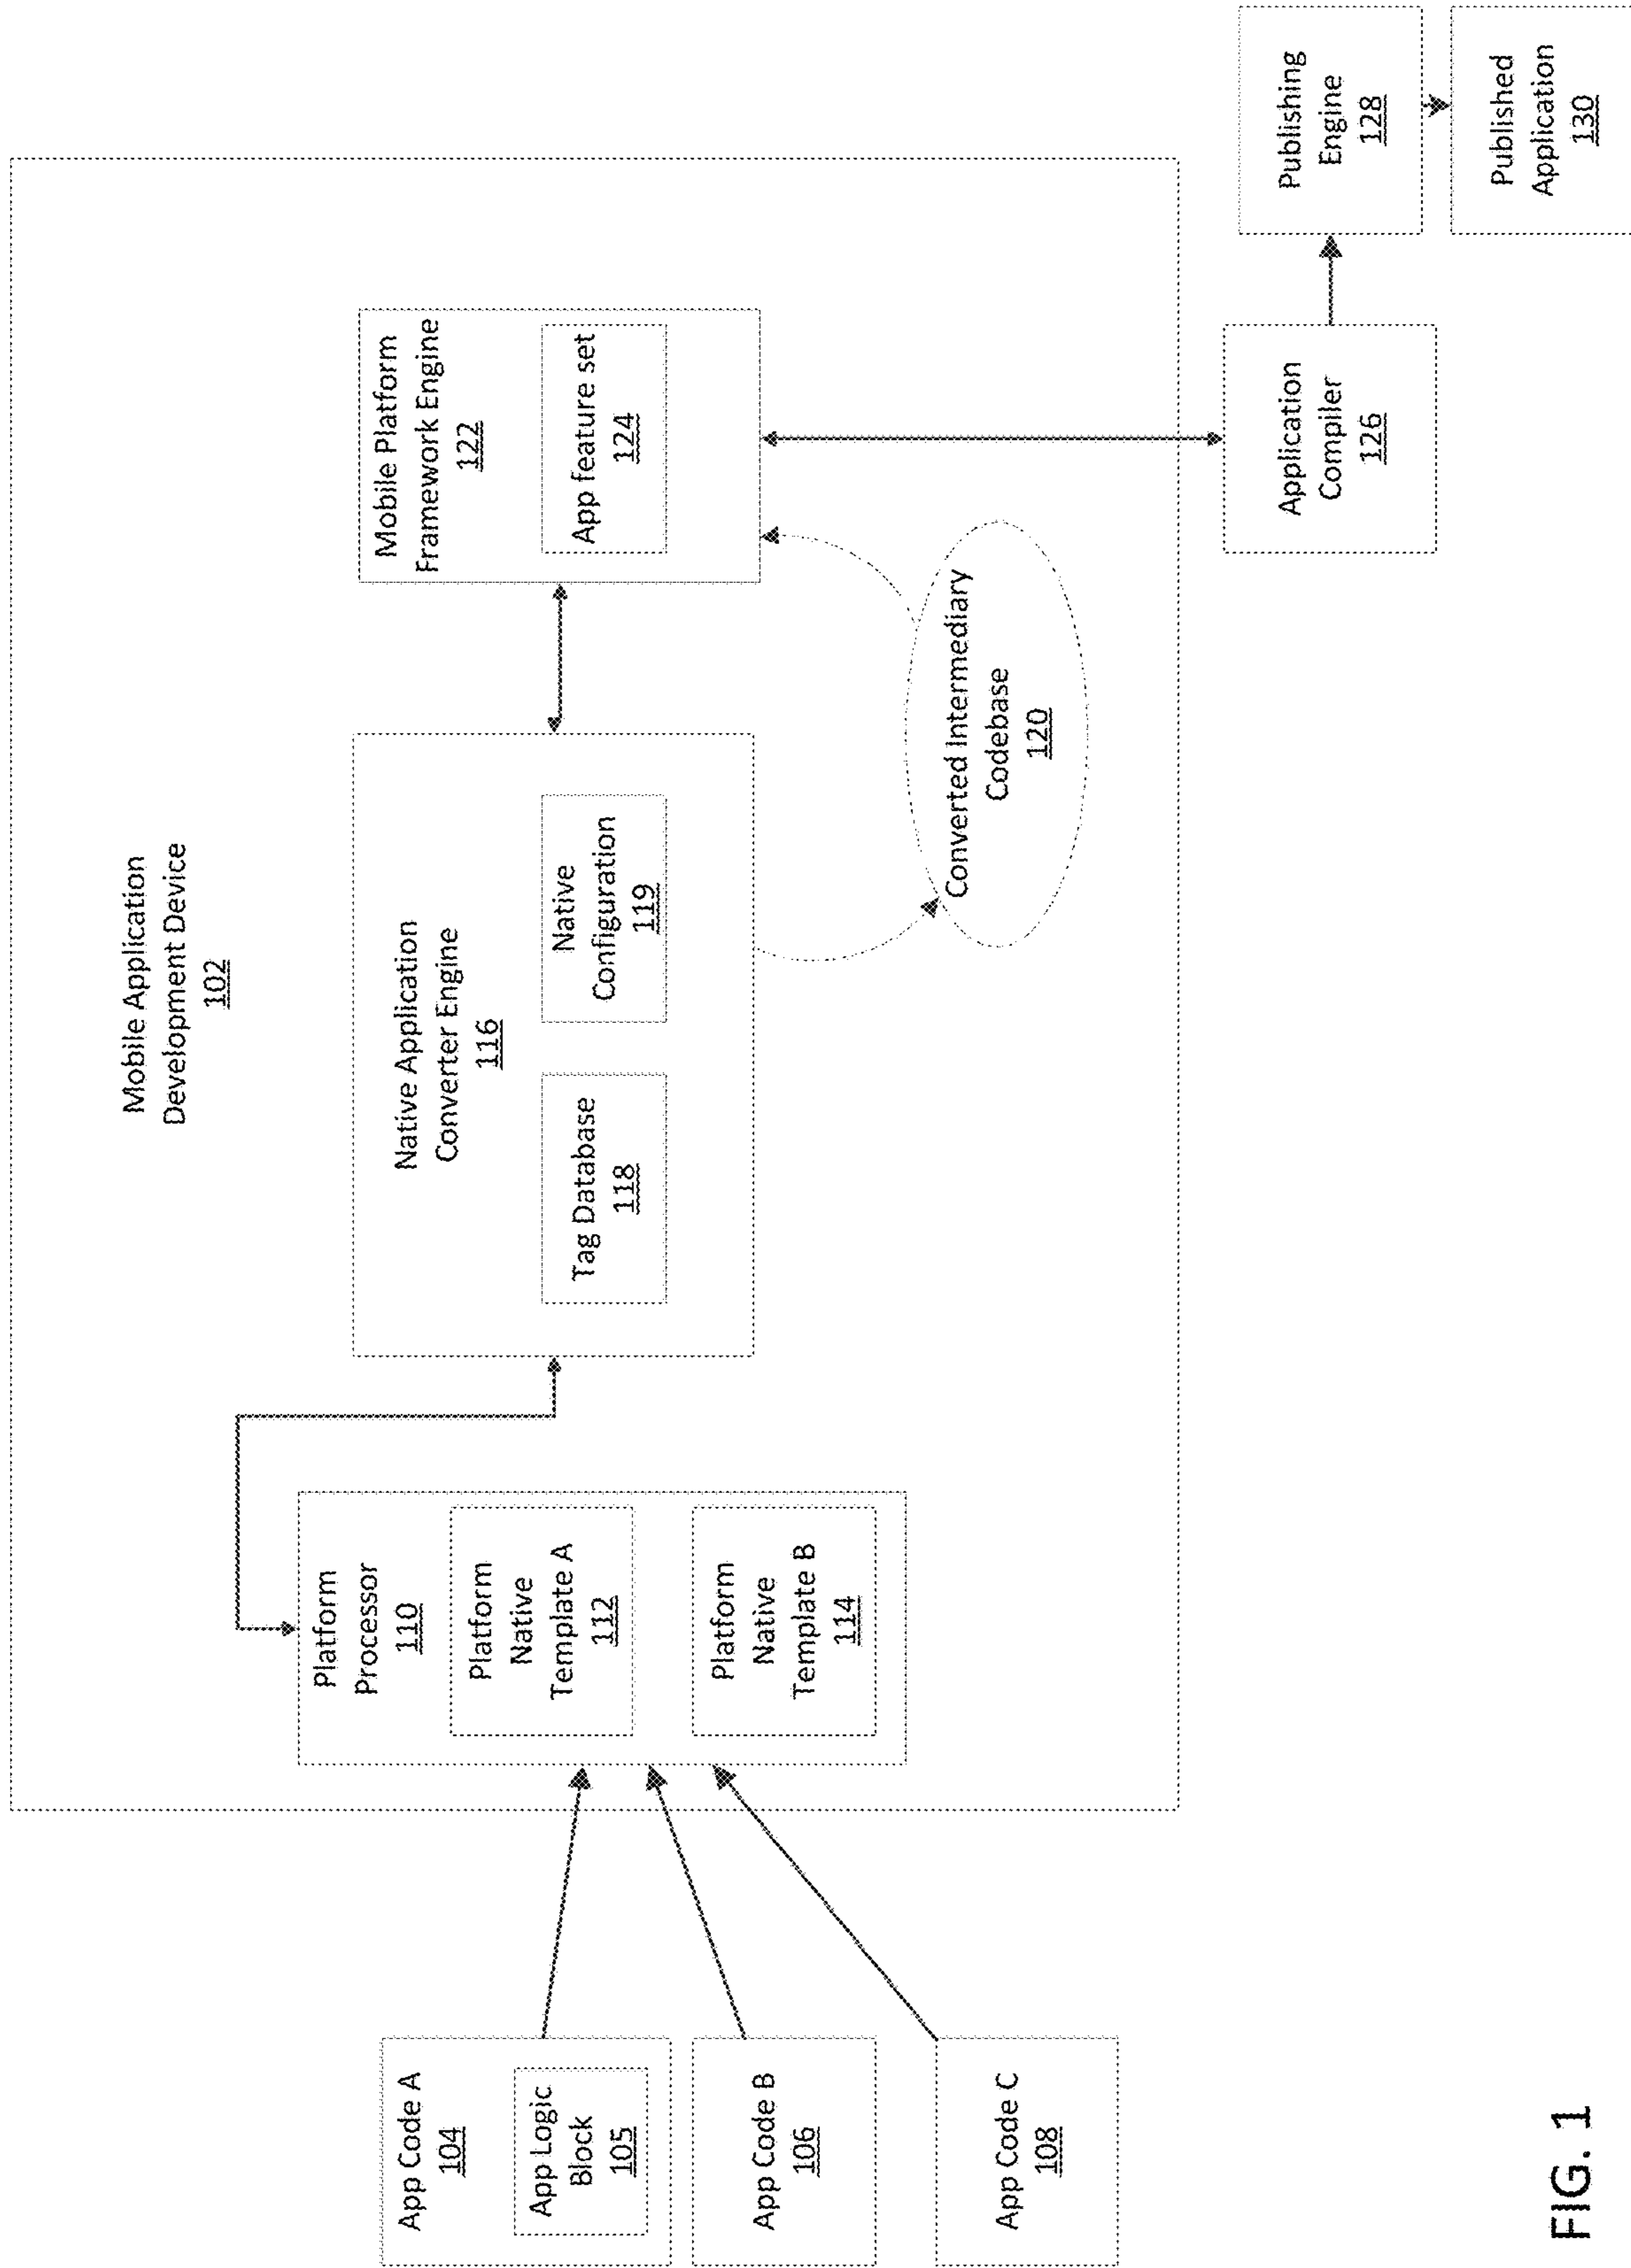 Mobile Application
Development Device
102
App Code A
104
App Logic
Block
105
App Code B
106
App Code C
108
Platform
Processor
110
Platform
Native
Template A
112
Platform
Native
Template B
114
Native Application
Converter Engine
116
Tag Database
118
Native
Configuration
119
Converted Intermediary
Codebase
120
Mobile Platform
Framework Engine
122
App feature set
124
Application
Compiler
126
Publishing
Engine
128
Published
Application
130
FIG. 1